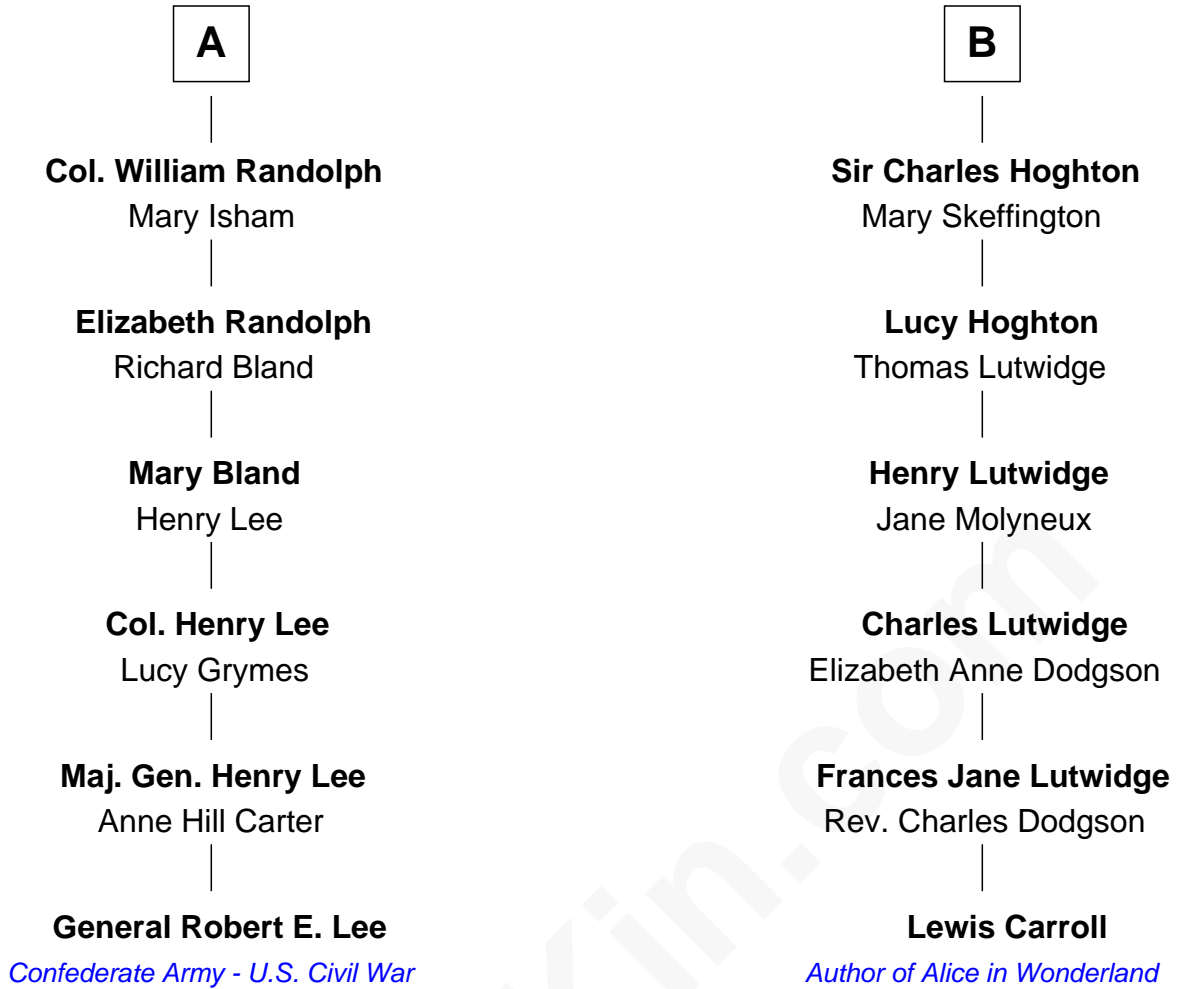 A
Col. William Randolph
Mary Isham
Elizabeth Randolph
Richard Bland
Mary Bland
Henry Lee
Col. Henry Lee
Lucy Grymes
Maj. Gen. Henry Lee
Anne Hill Carter
General Robert E. Lee
Confederate Army - U.S. Civil War
B
Sir Charles Hoghton
Mary Skeffington
Lucy Hoghton
Thomas Lutwidge
Henry Lutwidge
Jane Molyneux
Charles Lutwidge
Elizabeth Anne Dodgson
Frances Jane Lutwidge
Rev. Charles Dodgson
Lewis Carroll
Author of Alice in Wonderland